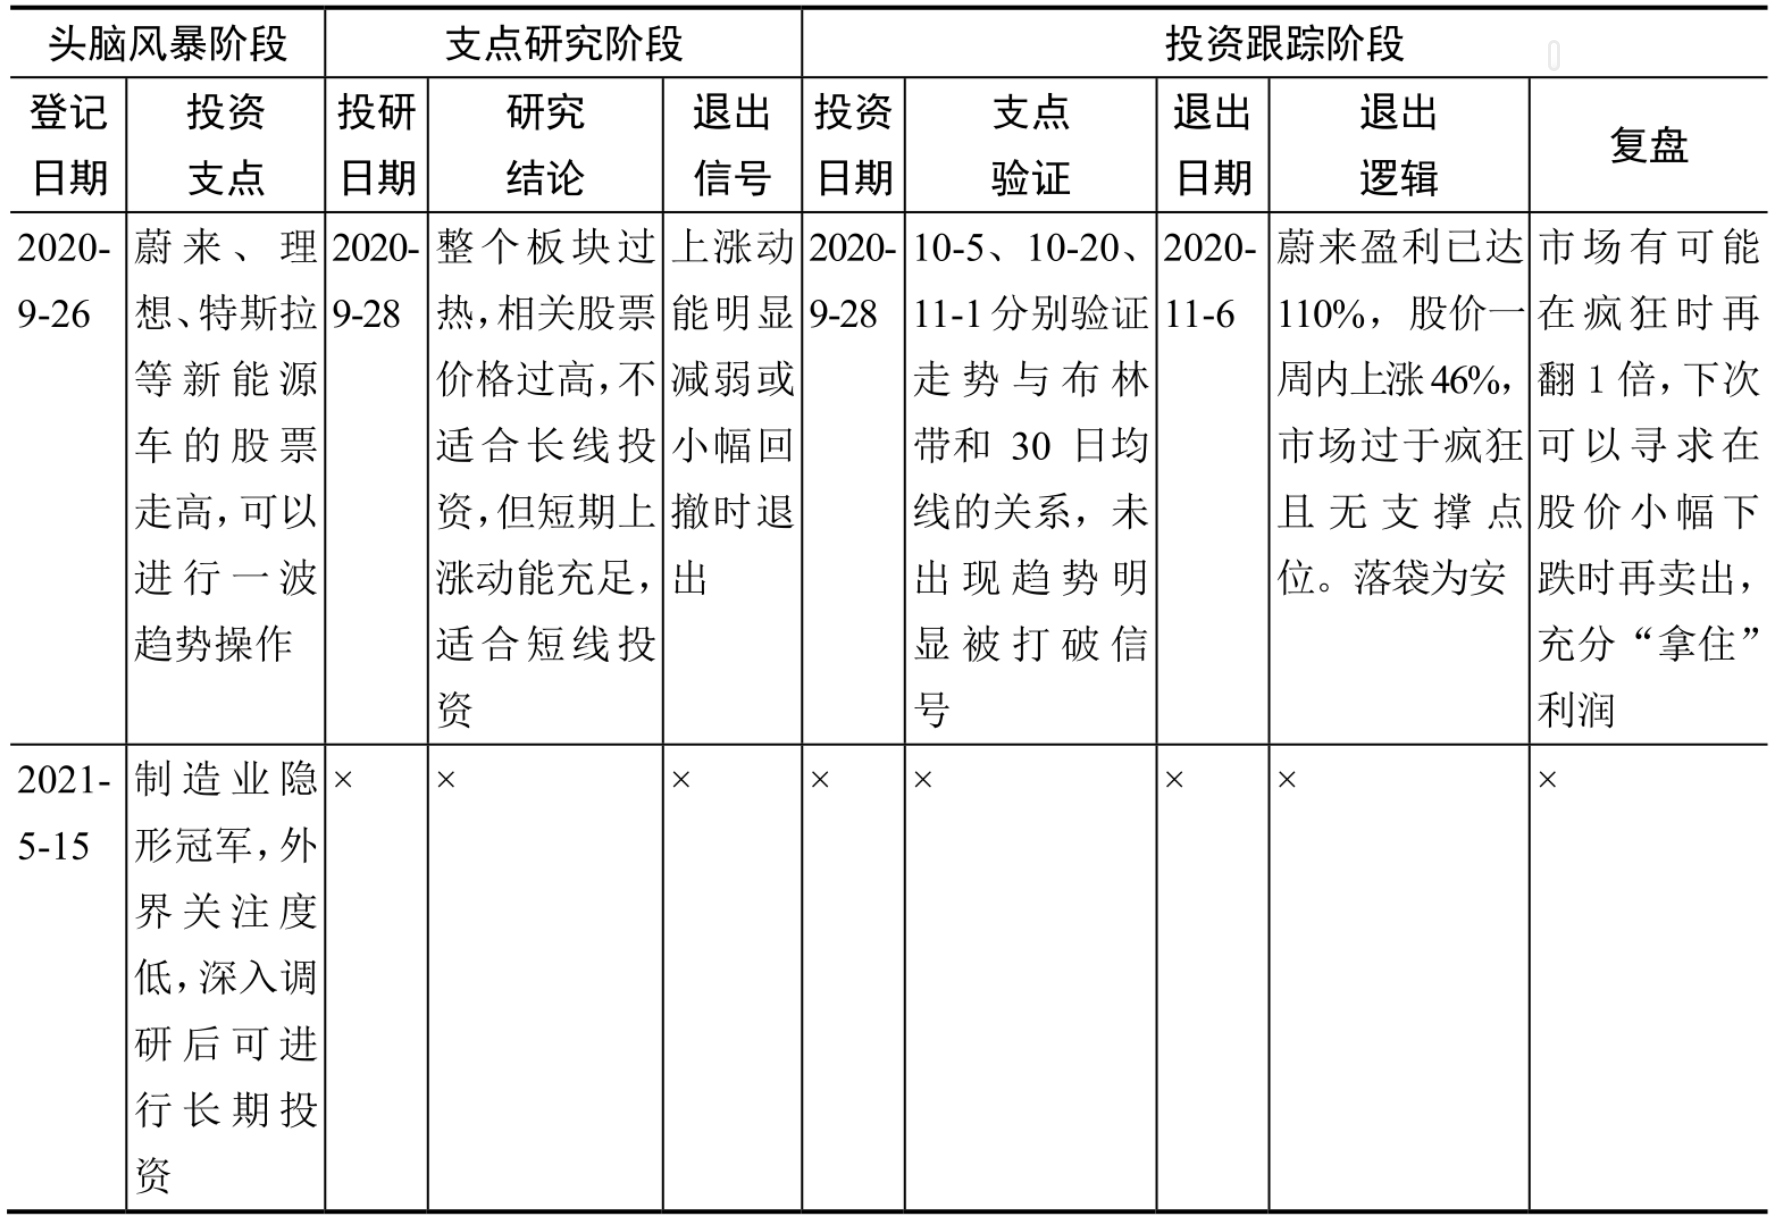 头脑风暴阶段
支点研究阶段
投资跟踪阶段
登记
日期
投资
支点
投研
日期
研究
结论
退出
信号
投资
日期
支点
验证
退出
日期
退出
逻辑
复盘
2020-
9-26
蔚来、理
想、特斯拉
等新能源
车的股票
走高，可以
进行一波
趋势操作
2020-
9-28
整个板块过
热，相关股票
价格过高，不
适合长线投
资，但短期上
涨动能充足，
适合短线投
资
上涨动
能明显
减弱或
小幅回
撤时退
出
2020-
9-28
10-5、10-20、
11-1分别验证
走势与布林
带和 30 日均
线的关系，未
出现趋势明
显被打破信
号
2020-
11-6
蔚来盈利已达
110%，股价一
周内上涨46%，
市场过于疯狂
且无支撑点
位。落袋为安
市场有可能
在疯狂时再
翻1倍，下次
可以寻求在
股价小幅下
跌时再卖出，
充分“拿住”
利润
2021-
5-15
制造业隐
形冠军，外
界关注度
低，深入调
研后可进
行长期投
资
×
×
×
×
×
×
×
×